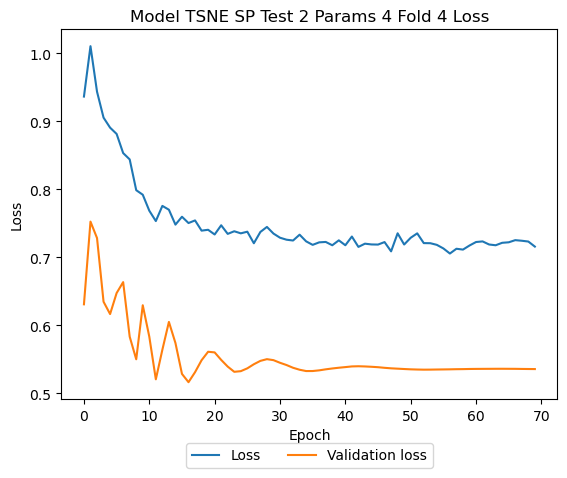 Model TSNE SP Test 2 Params 4 Fold 4 Loss
1.0
0.9
0.8
0.7
0.6
0.5
Loss
0 10 20 30 40 50 60 70
Epoch
Loss Validation loss